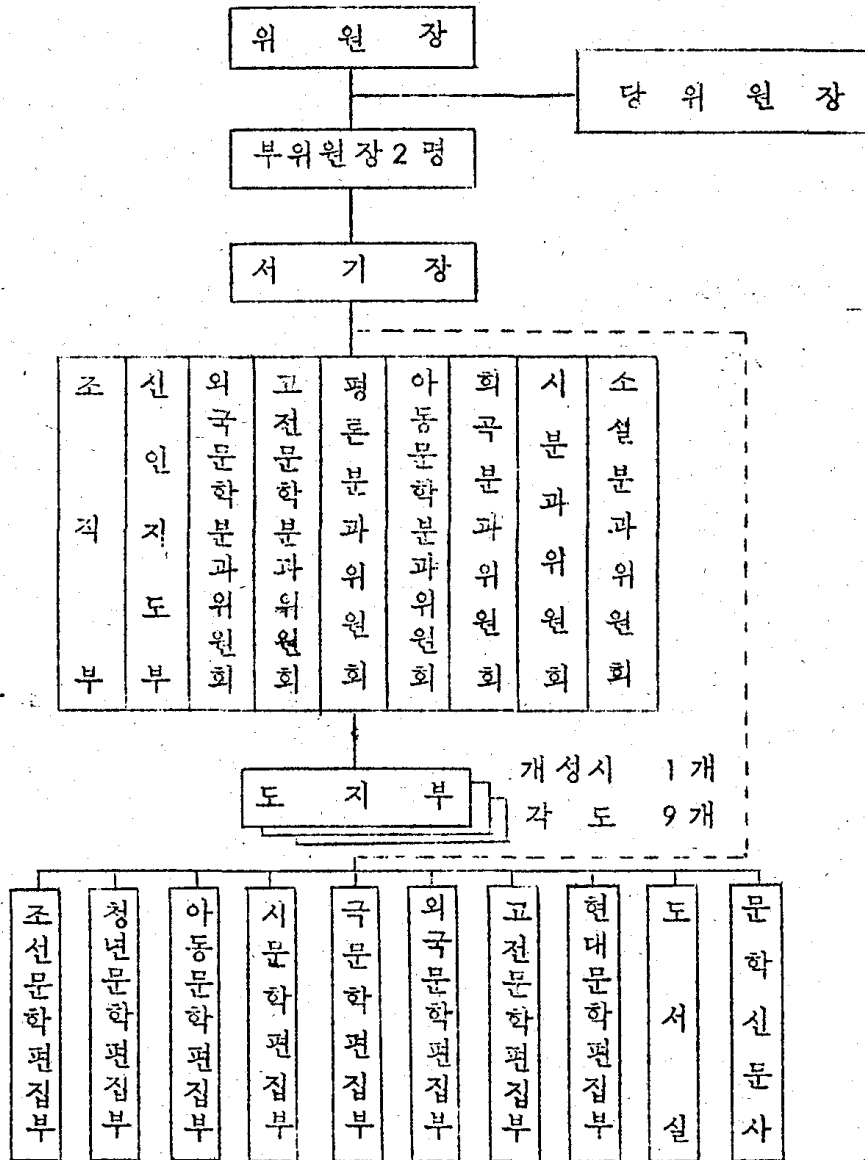 위원장
당위원장
부위원장2명
서기장
조직부
신인지도부
외국문학분과위원회
고전문학분과위원회
평론분과위원회
아동문학분과위원회
희곡분과위원회
시분과위원회
소설분과위원회
도지부
개성시 1개
각도 9개
조선문학편집부
청년문학편집부
아동문학편집부
시문학편집부
극문학편집부
외국문학편집부
고전문학편집부
현대문학편집부
도서실
문학신문사